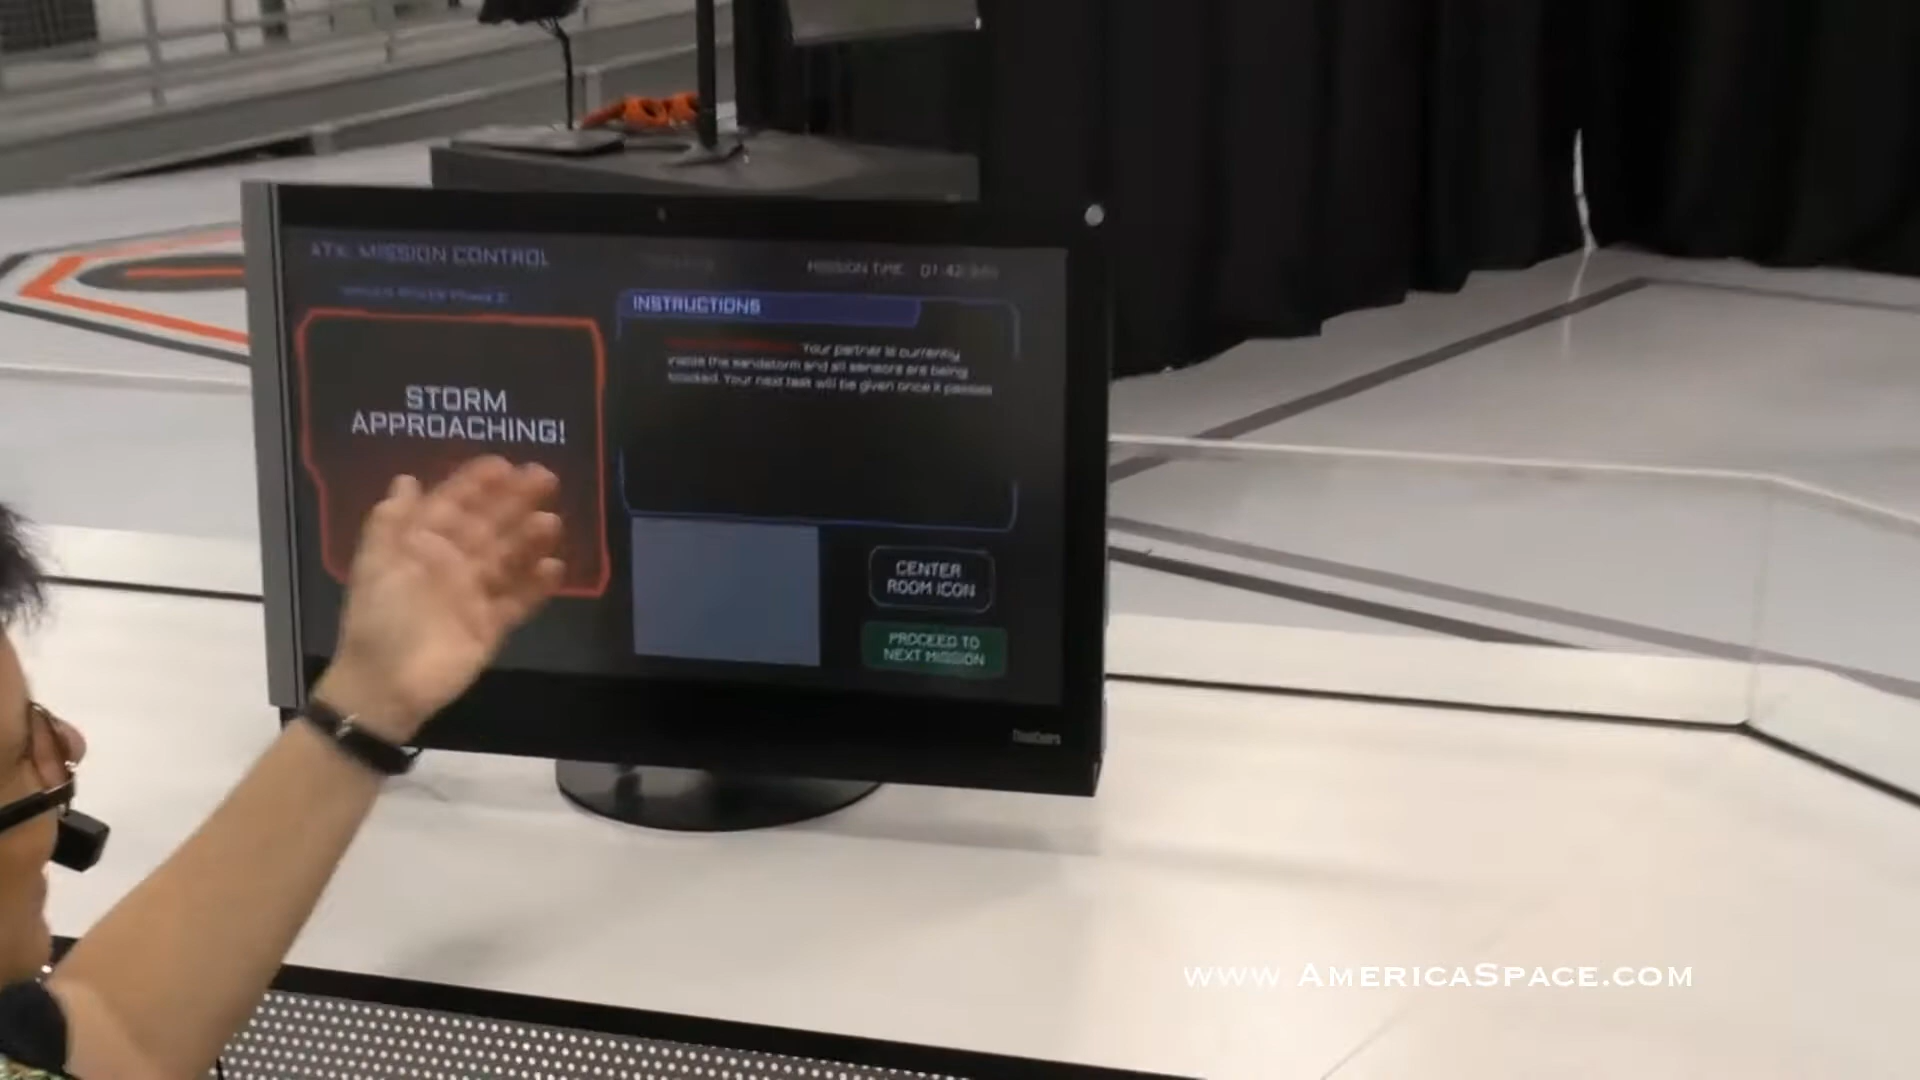 ATX MISSION CONTROL
MISSION TIME 01:42
INSTRUCTIONS
Your partner is currently
inside the sandstorm and all sensors are being
blocked. Your next task will be given once it passes
STORM
APPROACHING!
CENTER
ROOM ICON
PROCEED TO
NEXT MISSION
ThinkCentre
www.AmericaSpace.com